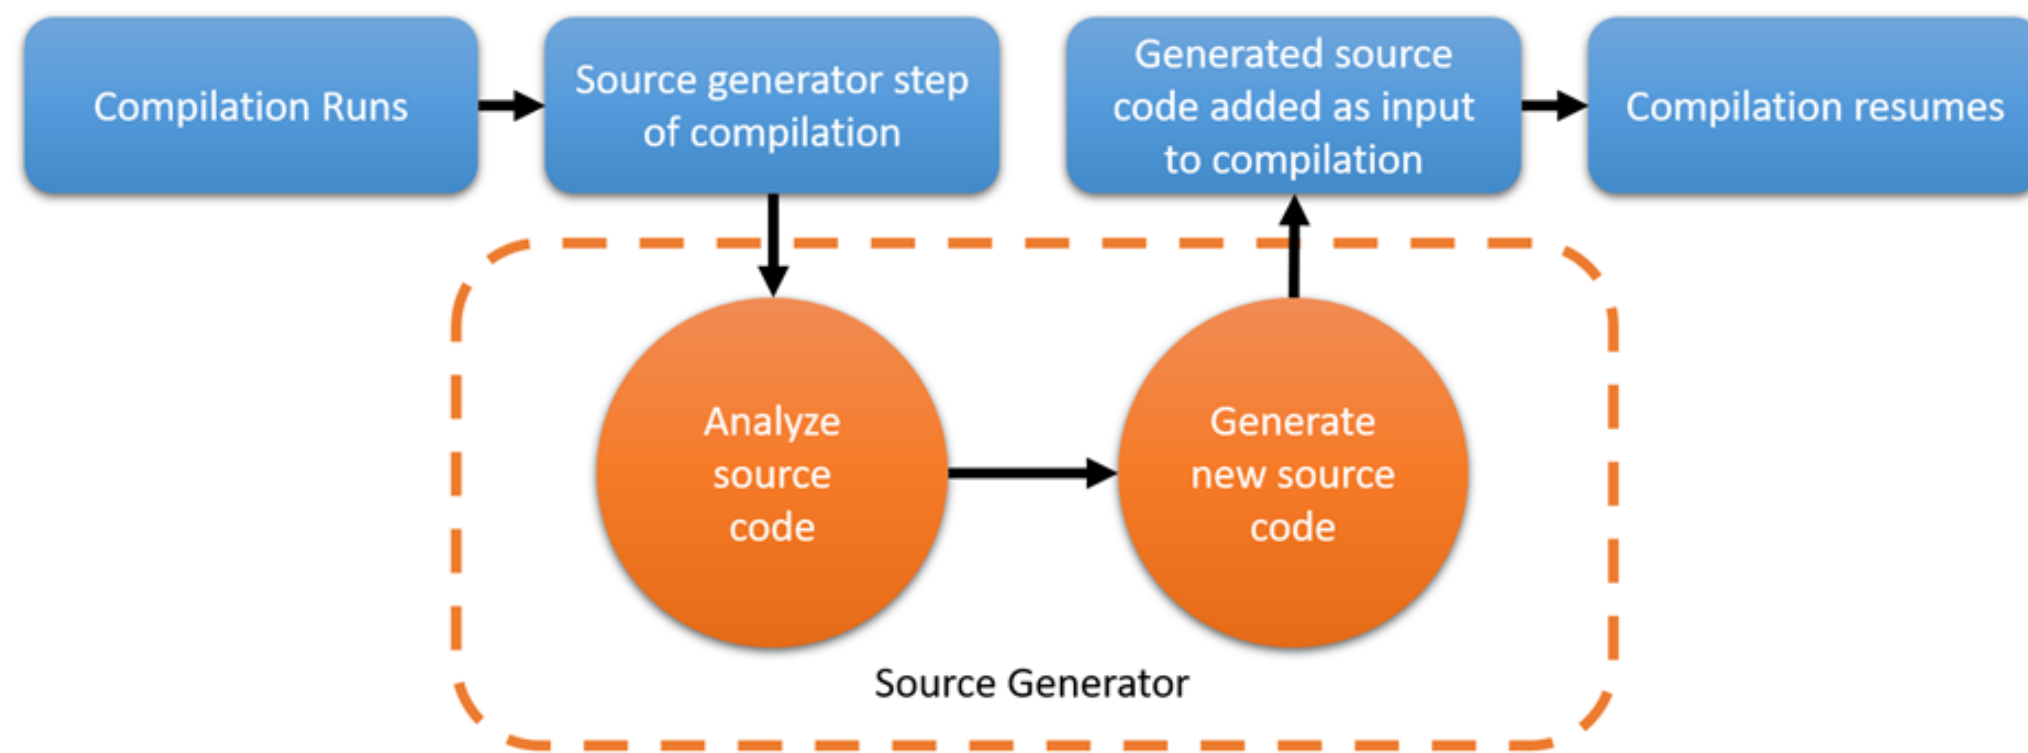 Compilation Runs
Source generator step
of compilation
Generated source
code added as input
to compilation
Compilation resumes
Analyze
source
code
Generate
new source
code
Source Generator